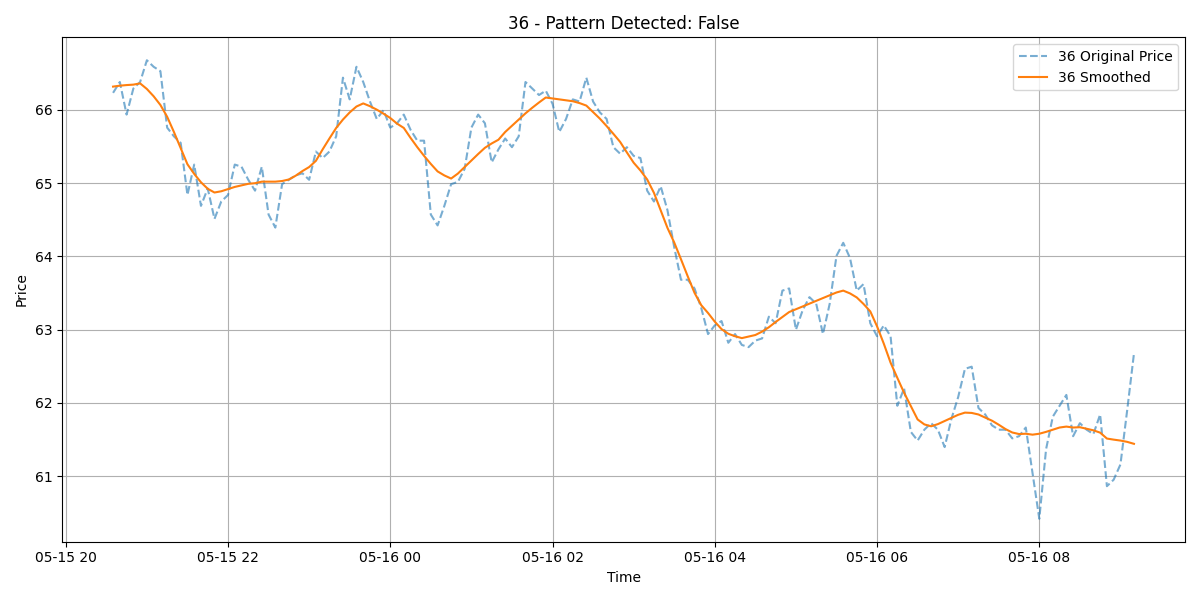 36 - Pattern Detected: False
36 Original Price
36 Smoothed
Price
66
65
64
63
62
61
05-15 20 05-15 22 05-16 00 05-16 02 05-16 04 05-16 06 05-16 08
Time